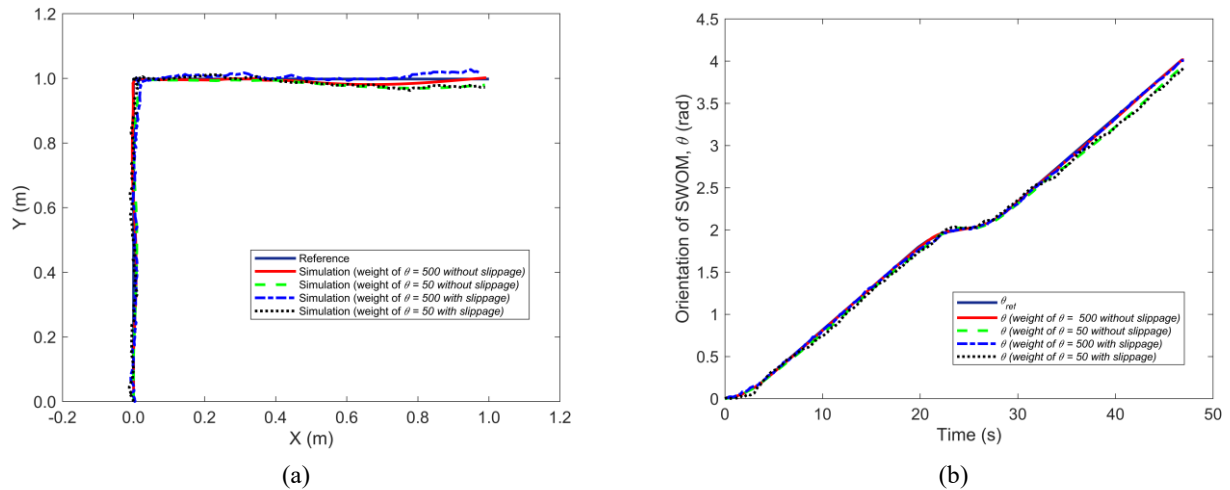 1.2
1.0
0.8
0.6
0.4
0.2
0.0
-0.2 0.0 0.2 0.4 0.6 0.8 1.0 1.2
Y (m)
X (m)
Reference
Simulation (weight of θ = 500 without slippage)
Simulation (weight of θ = 50 without slippage)
Simulation (weight of θ = 500 with slippage)
Simulation (weight of θ = 50 with slippage)
(a)
4.5
4
3.5
3
2.5
2
1.5
1
0.5
0
0 10 20 30 40 50
Orientation of SWOM, θ (rad)
Time (s)
θref
θ (weight of θ = 500 without slippage)
θ (weight of θ = 50 without slippage)
θ (weight of θ = 500 with slippage)
θ (weight of θ = 50 with slippage)
(b)